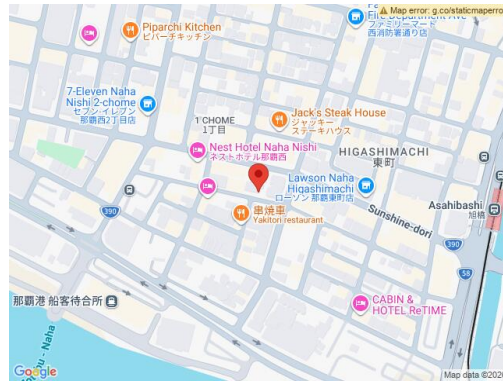 Map error: g.co/staticmaperro
Fire Department Ave
ファミリーマート
西消防署通り店
Piparchi Kitchen
ピパーチキッチン
7-Eleven Naha
Nishi 2-chome
セブン-イレブン
那覇西2丁目店
1 CHOME
1丁目
Jack's Steak House
ジャッキー
ステーキハウス
Nest Hotel Naha Nishi
ネストホテル那覇西
HIGASHIMACHI
東町
Lawson Naha
Higashimachi
ローソン 那覇東町店
串焼車
Yakitori restaurant
Sunshine-dori
Asahibashi
旭橋
390
390
58
那覇港 船客待合所
CABIN &
HOTEL ReTIME
- Naha
Google
Map data ©202